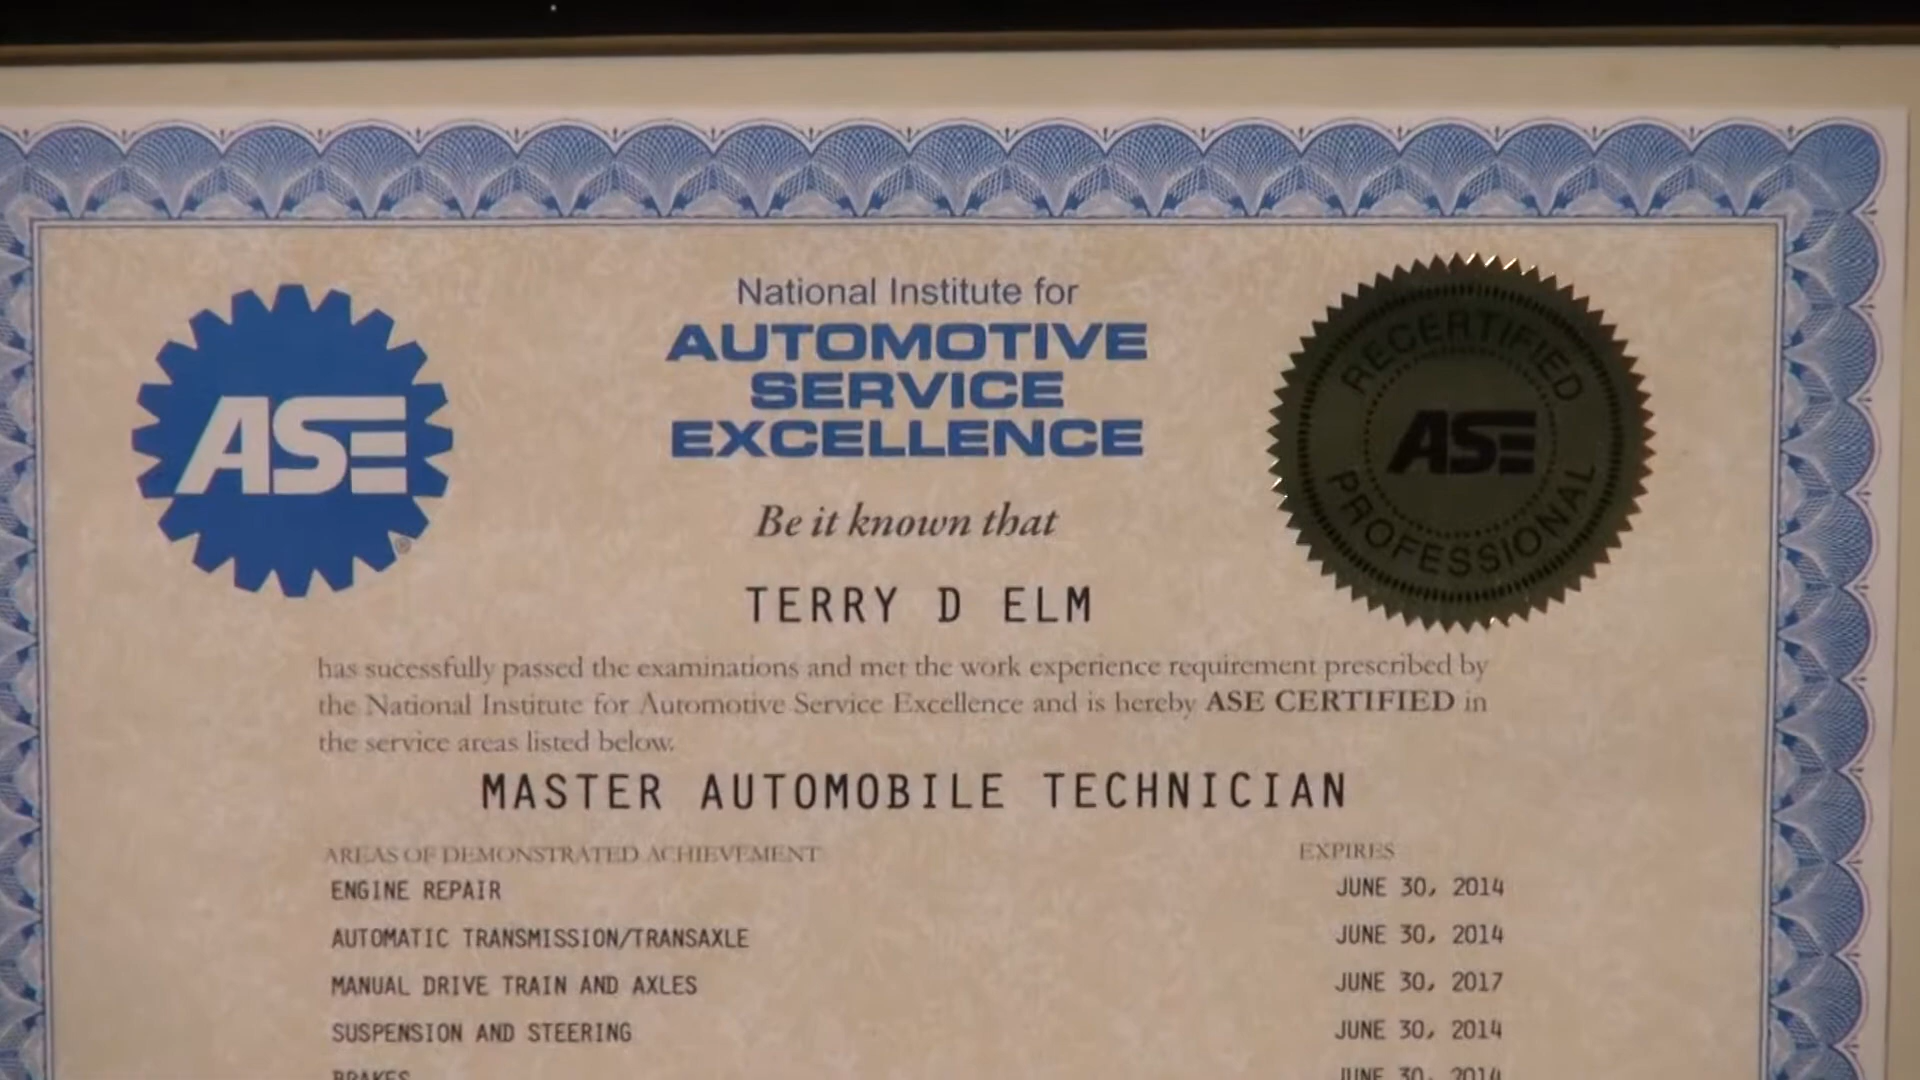 National Institute for
AUTOMOTIVE
SERVICE
EXCELLENCE
ASE
®
RECERTIFIED
ASE
PROFESSIONAL
Be it known that
TERRY D ELM
has sucessfully passed the examinations and met the work experience requirement prescribed by
the National Institute for Automotive Service Excellence and is hereby ASE CERTIFIED in
the service areas listed below.
MASTER AUTOMOBILE TECHNICIAN
AREAS OF DEMONSTRATED ACHIEVEMENT EXPIRES
ENGINE REPAIR JUNE 30, 2014
AUTOMATIC TRANSMISSION/TRANSAXLE JUNE 30, 2014
MANUAL DRIVE TRAIN AND AXLES JUNE 30, 2017
SUSPENSION AND STEERING JUNE 30, 2014
BRAKES JUNE 30, 2014